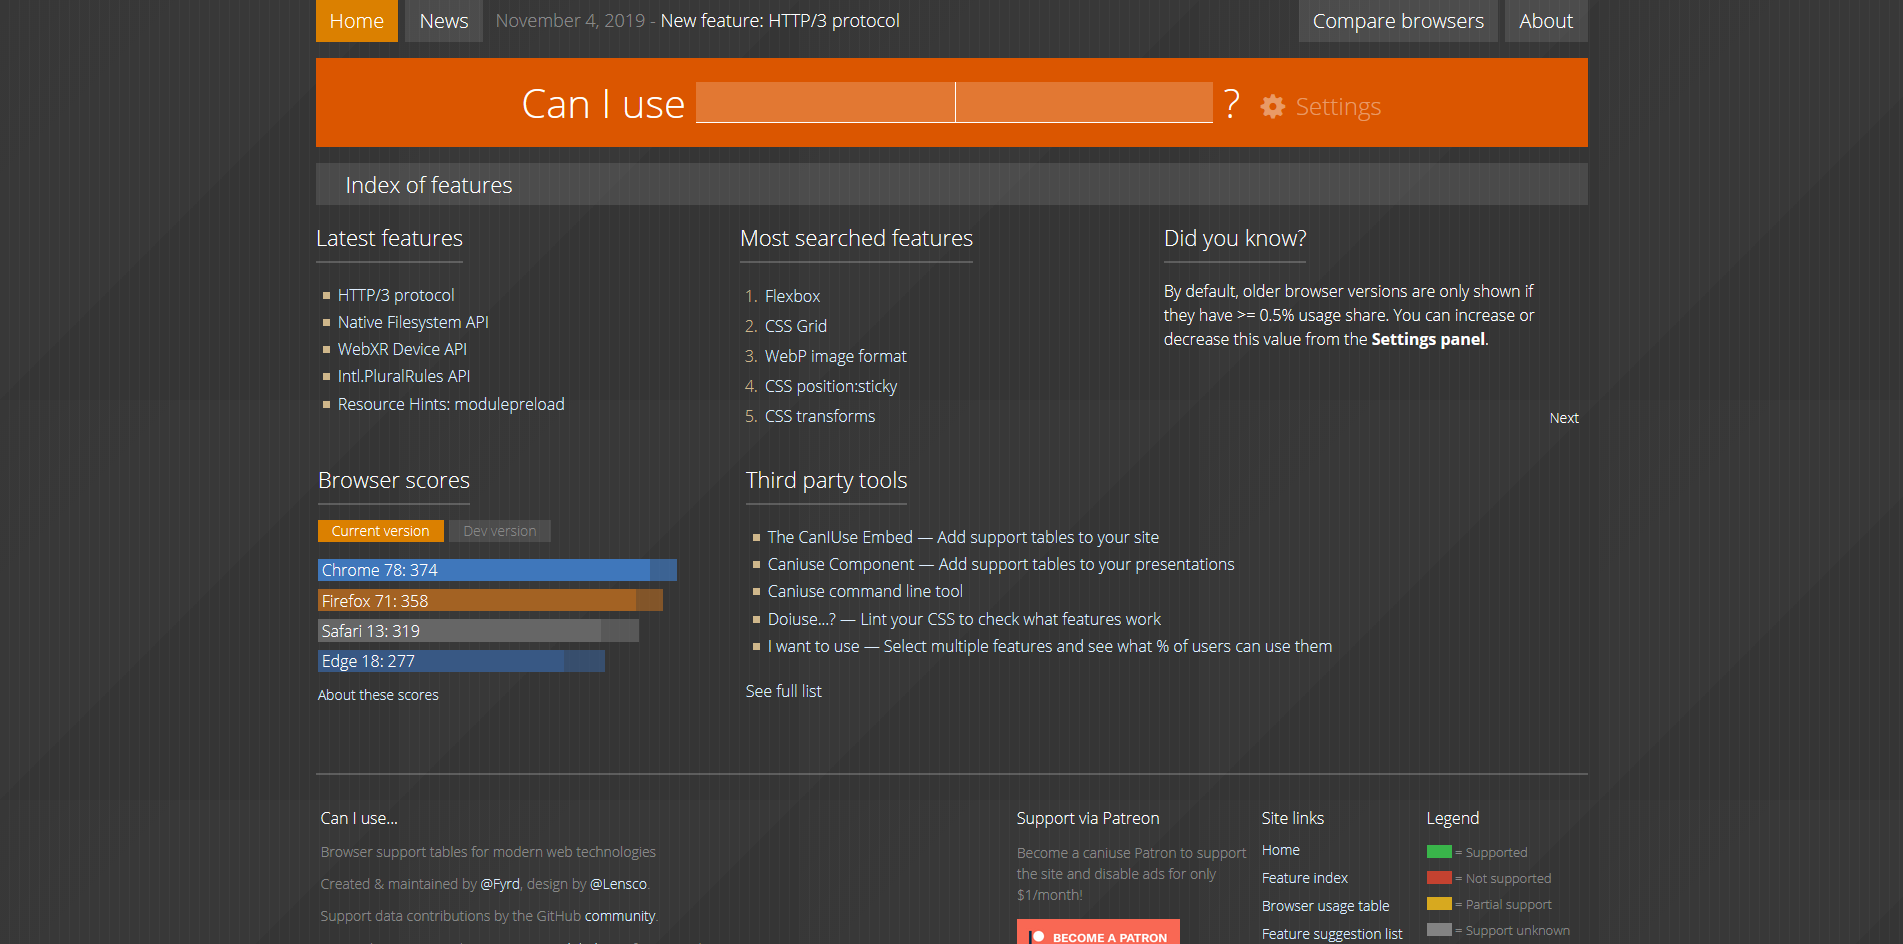 Home
News
November 4, 2019 - New feature: HTTP/3 protocol
Compare browsers
About
Can I use
?
Settings
Index of features
Latest features
HTTP/3 protocol
Native Filesystem API
WebXR Device API
Intl.PluralRules API
Resource Hints: modulepreload
Most searched features
1. Flexbox
2. CSS Grid
3. WebP image format
4. CSS position:sticky
5. CSS transforms
Did you know?
By default, older browser versions are only shown if
they have >= 0.5% usage share. You can increase or
decrease this value from the Settings panel.
Next
Browser scores
Current version
Dev version
Chrome 78: 374
Firefox 71: 358
Safari 13: 319
Edge 18: 277
About these scores
Third party tools
The CanIUse Embed — Add support tables to your site
Caniuse Component — Add support tables to your presentations
Caniuse command line tool
Doiuse...? — Lint your CSS to check what features work
I want to use — Select multiple features and see what % of users can use them
See full list
Can I use...
Browser support tables for modern web technologies
Created & maintained by @Fyrd, design by @Lensco.
Support data contributions by the GitHub community.
Support via Patreon
Become a caniuse Patron to support
the site and disable ads for only
$1/month!
BECOME A PATRON
Site links
Home
Feature index
Browser usage table
Feature suggestion list
Legend
= Supported
= Not supported
= Partial support
= Support unknown